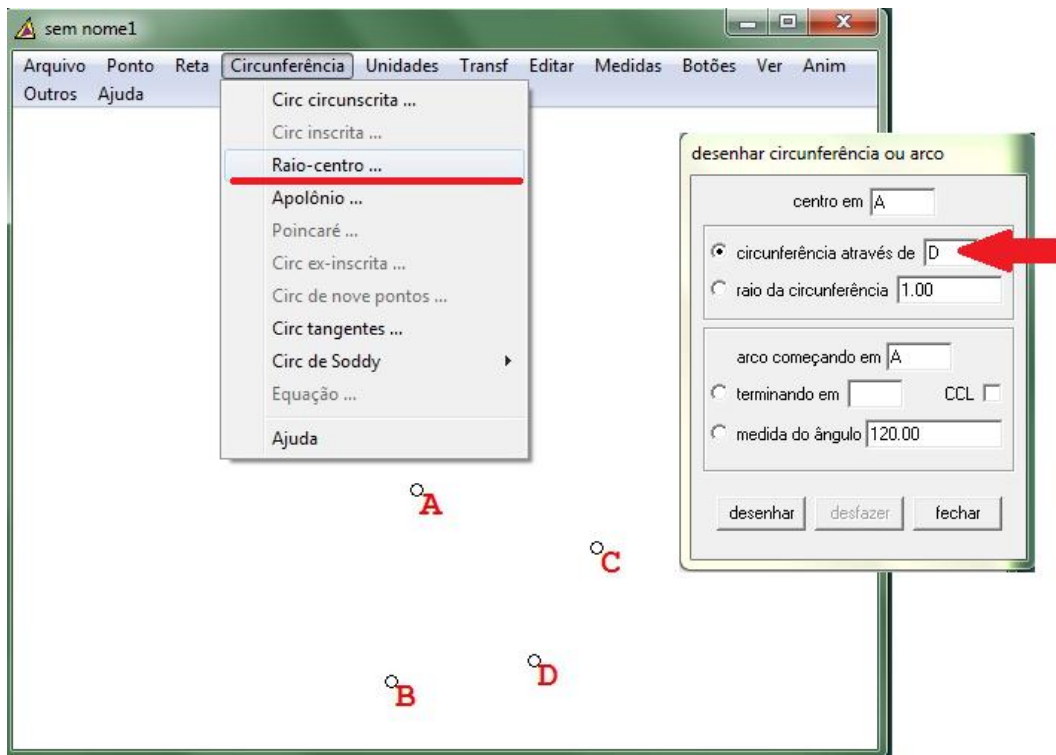 sem nome1
Arquivo Ponto Reta Circunferência Unidades Transf Editar Medidas Botões Ver Anim
Outros Ajuda
Circ circunscrita ...
Circ inscrita ...
Raio-centro ...
Apolônio ...
Poincaré ...
Circ ex-inscrita ...
Circ de nove pontos ...
Circ tangentes ...
Circ de Soddy
Equação ...
Ajuda
desenhar circunferência ou arco
centro em A
circunferência através de D
raio da circunferência 1.00
arco começando em A
terminando em CCL
medida do ângulo 120.00
desenhar desfazer fechar
A
C
D
B